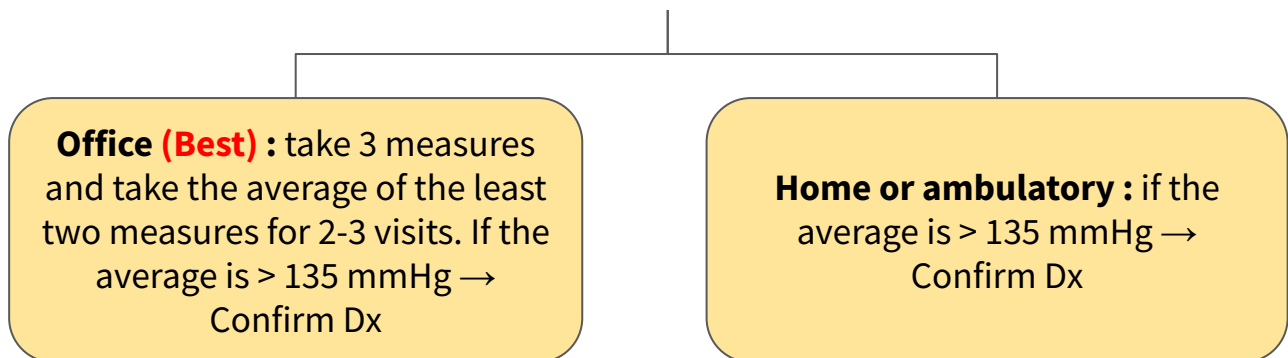 Office (Best) : take 3 measures
and take the average of the least
two measures for 2-3 visits. If the
average is > 135 mmHg →
Confirm Dx
Home or ambulatory : if the
average is > 135 mmHg →
Confirm Dx